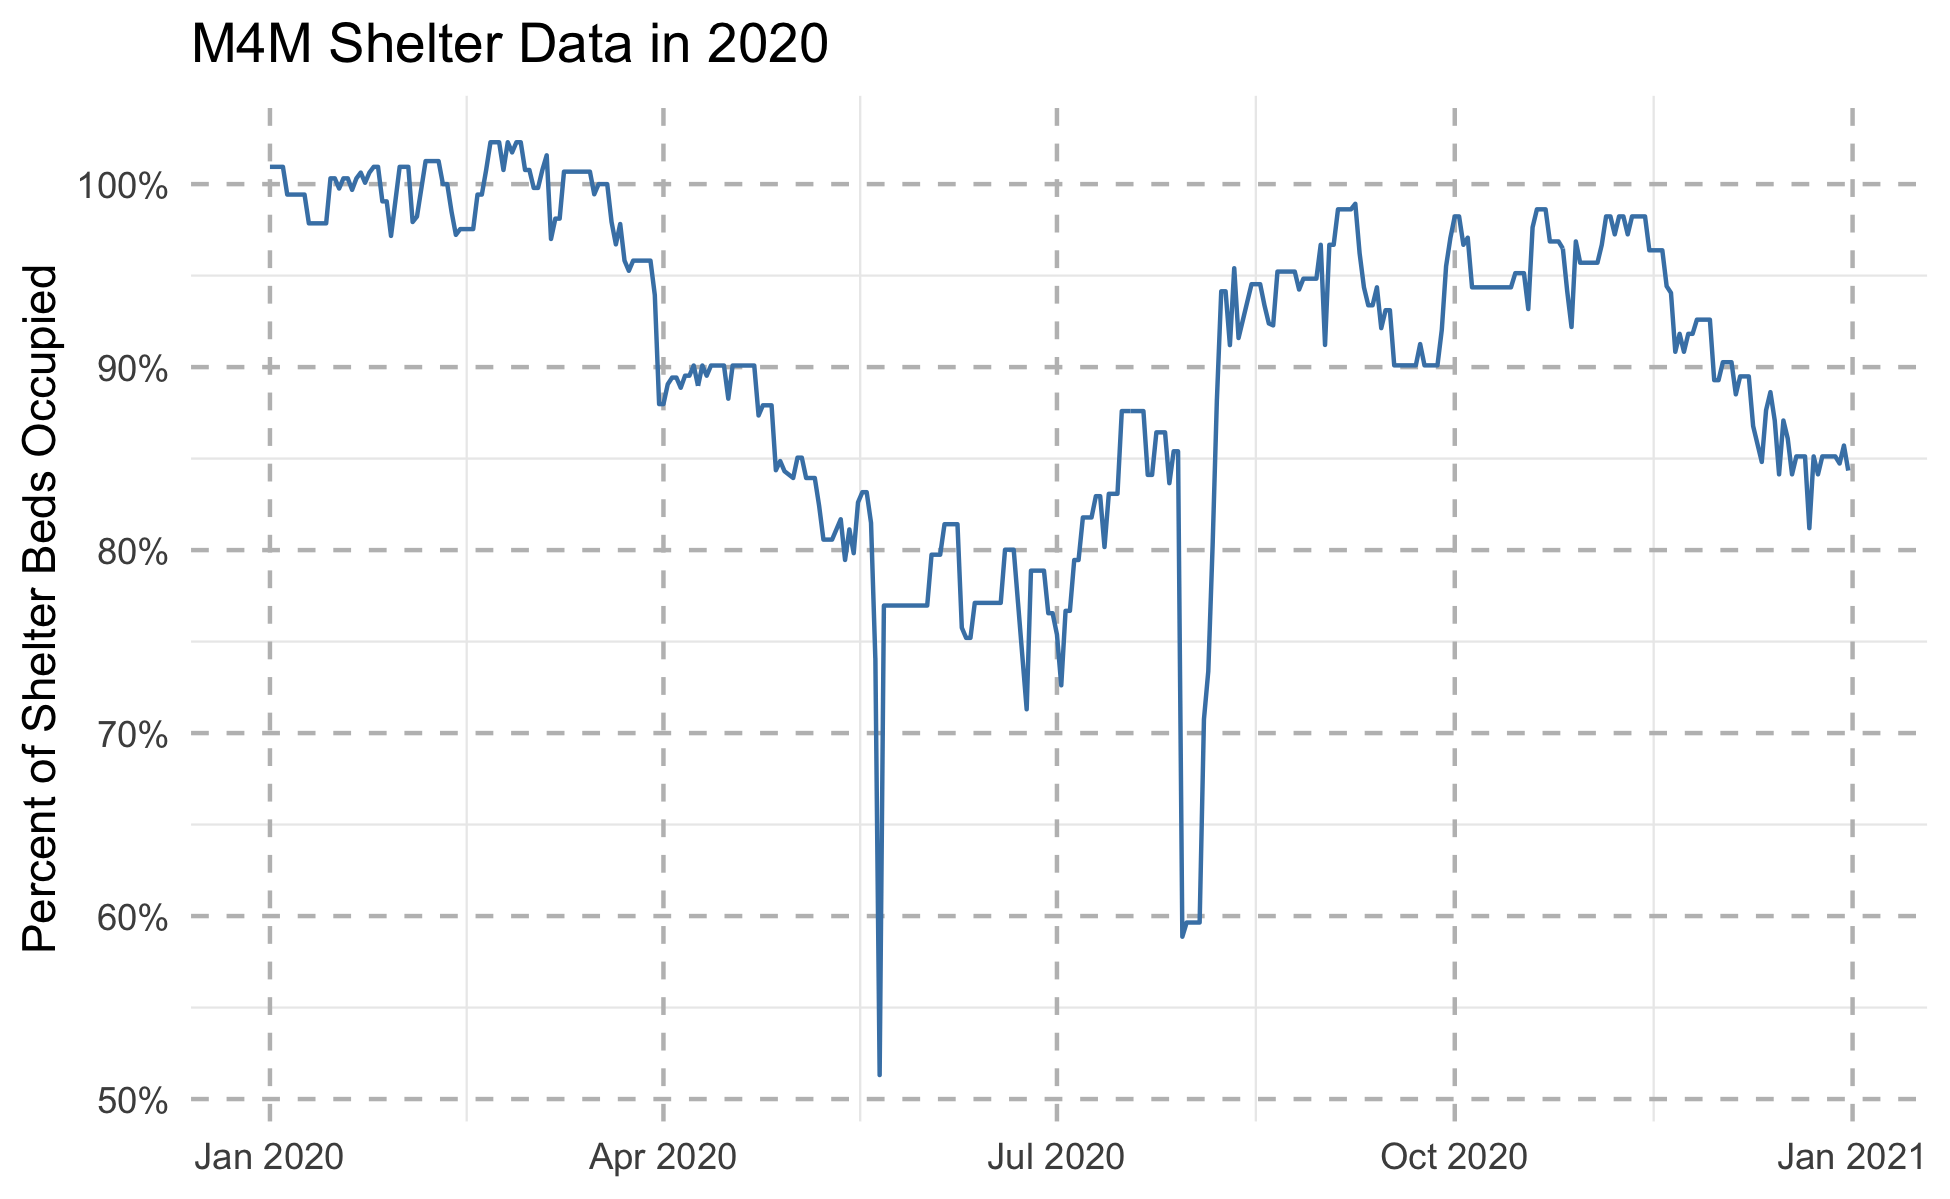 M4M Shelter Data in 2020
Percent of Shelter Beds Occupied
100%
90%
80%
70%
60%
50%
Jan 2020
Apr 2020
Jul 2020
Oct 2020
Jan 2021